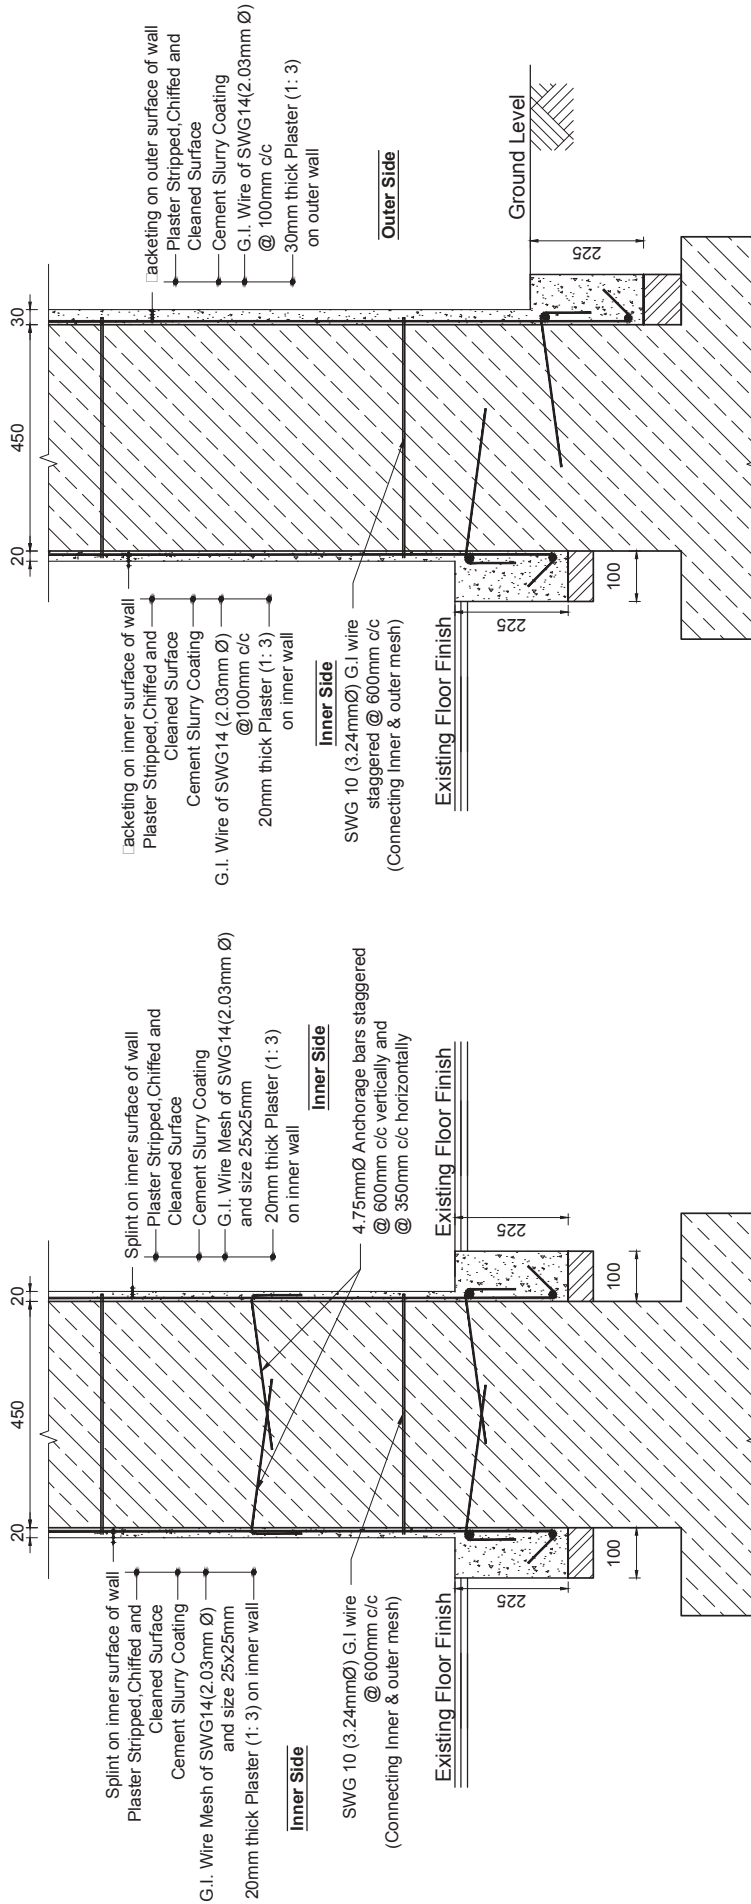 20
450
20
Splint on inner surface of wall
Plaster Stripped,Chiffed and
Cleaned Surface
Cement Slurry Coating
G.I. Wire Mesh of SWG14(2.03mm Ø)
and size 25x25mm
20mm thick Plaster (1: 3) on inner wall
Inner Side
SWG 10 (3.24mmØ) G.I wire
@ 600mm c/c
(Connecting Inner & outer mesh)
Existing Floor Finish
225
100
Splint on inner surface of wall
Plaster Stripped,Chiffed and
Cleaned Surface
Cement Slurry Coating
G.I. Wire Mesh of SWG14(2.03mm Ø)
and size 25x25mm
20mm thick Plaster (1: 3)
on inner wall
Inner Side
4.75mmØ Anchorage bars staggered
@ 600mm c/c vertically and
@ 350mm c/c horizontally
Existing Floor Finish
225
100
20
450
30
acketing on inner surface of wall
Plaster Stripped,Chiffed and
Cleaned Surface
Cement Slurry Coating
G.I. Wire of SWG14 (2.03mm Ø)
@100mm c/c
20mm thick Plaster (1: 3)
on inner wall
Inner Side
SWG 10 (3.24mmØ) G.I wire
staggered @ 600mm c/c
(Connecting Inner & outer mesh)
Existing Floor Finish
225
100
acketing on outer surface of wall
Plaster Stripped,Chiffed and
Cleaned Surface
Cement Slurry Coating
G.I. Wire of SWG14(2.03mm Ø)
@ 100mm c/c
30mm thick Plaster (1: 3)
on outer wall
Outer Side
Ground Level
225